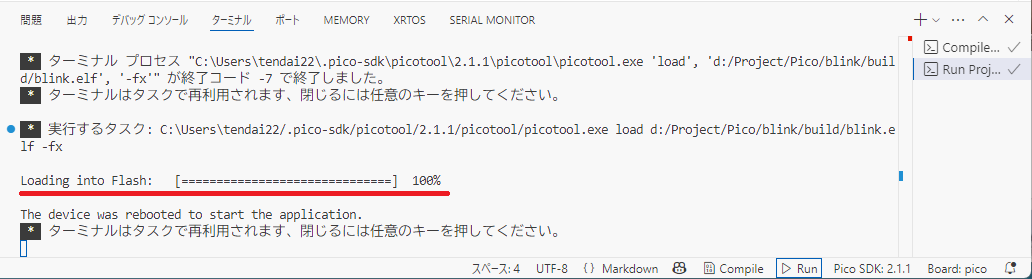 問題 出力 デバッグ コンソール ターミナル ポート MEMORY XRTOS SERIAL MONITOR
* ターミナル プロセス "C:\Users\tendai22\.pico-sdk\picotool\2.1.1\picotool\picotool.exe 'load', 'd:/Project/Pico/blink/buil
d/blink.elf', '-fx'" が終了コード -7 で終了しました。
* ターミナルはタスクで再利用されます、閉じるには任意のキーを押してください。
* 実行するタスク: C:\Users\tendai22/.pico-sdk/picotool/2.1.1/picotool/picotool.exe load d:/Project/Pico/blink/build/blink.e
lf -fx
Loading into Flash: [==============================] 100%
The device was rebooted to start the application.
* ターミナルはタスクで再利用されます、閉じるには任意のキーを押してください。
Compile...
Run Proj...
スペース: 4 UTF-8 {} Markdown Compile Run Pico SDK: 2.1.1 Board: pico